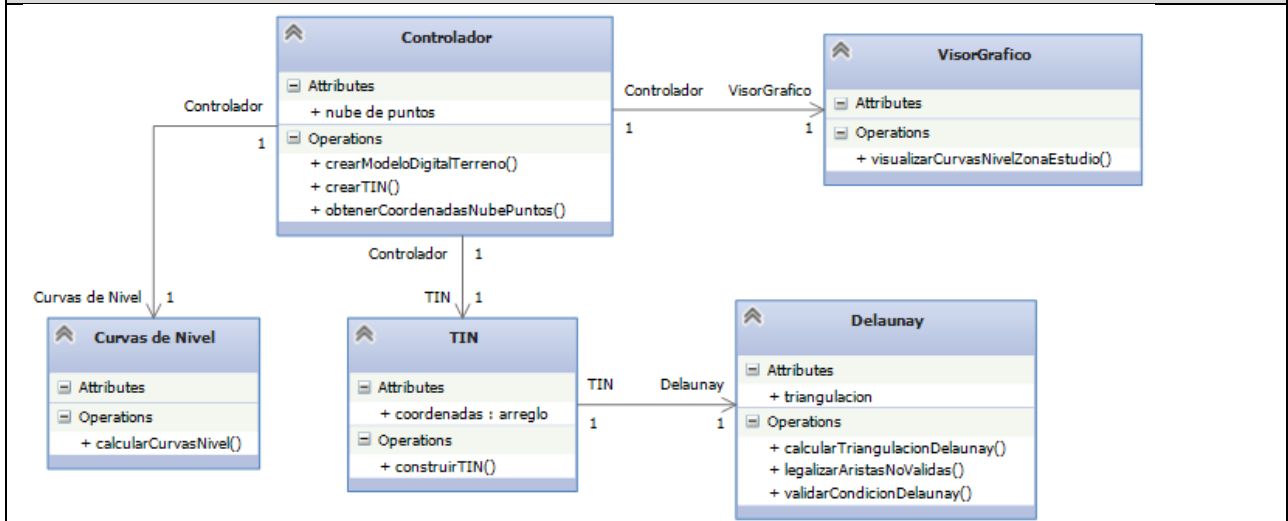 Controlador
Attributes
+ nube de puntos
Operations
+ crearModeloDigitalTerreno()
+ crearTIN()
+ obtenerCoordenadasNubePuntos()
Controlador VisorGrafico
1 1
VisorGrafico
Attributes
Operations
+ visualizarCurvasNivelZonaEstudio()
Controlador
1
Curvas de Nivel 1
Controlador 1
TIN 1
Curvas de Nivel
Attributes
Operations
+ calcularCurvasNivel()
TIN
Attributes
+ coordenadas : arreglo
Operations
+ construirTIN()
TIN Delaunay
1 1
Delaunay
Attributes
+ triangulacion
Operations
+ calcularTriangulacionDelaunay()
+ legalizarAristasNoValidas()
+ validarCondicionDelaunay()